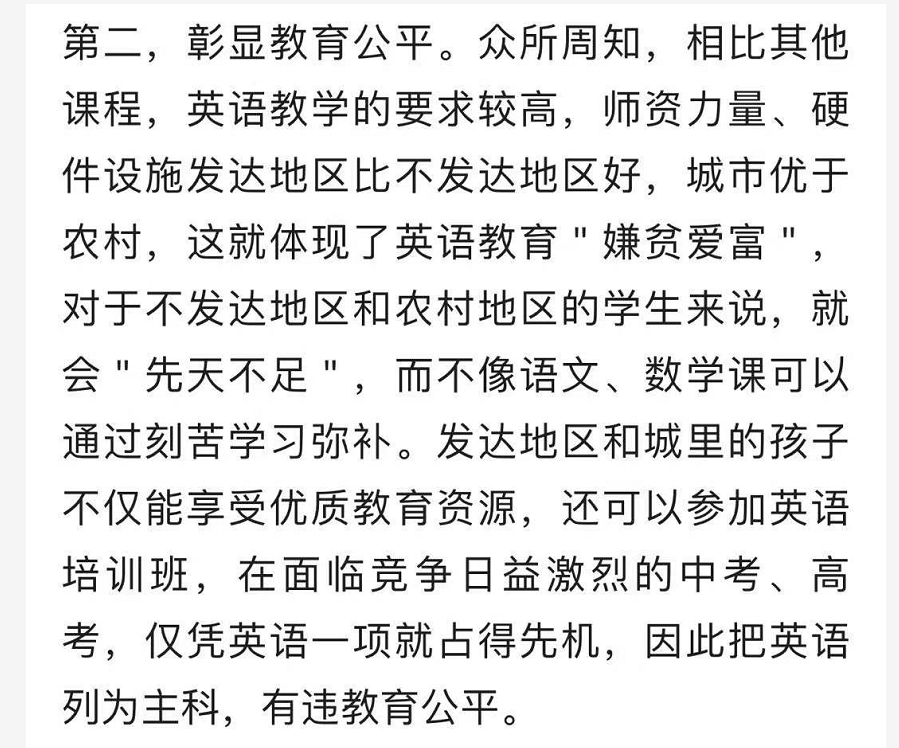 第二，彰显教育公平。众所周知，相比其他
课程，英语教学的要求较高，师资力量、硬
件设施发达地区比不发达地区好，城市优于
农村，这就体现了英语教育＂嫌贫爱富＂，
对于不发达地区和农村地区的学生来说，就
会＂先天不足＂，而不像语文、数学课可以
通过刻苦学习弥补。发达地区和城里的孩子
不仅能享受优质教育资源，还可以参加英语
培训班，在面临竞争日益激烈的中考、高
考，仅凭英语一项就占得先机，因此把英语
列为主科，有违教育公平。